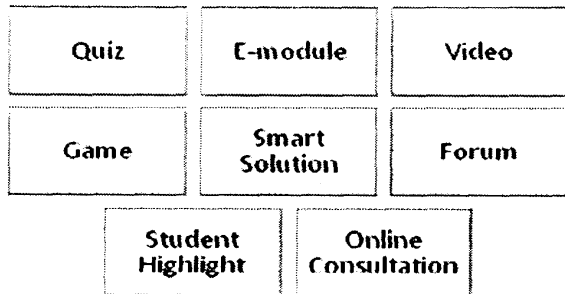 Quiz
E-module
Video
Game
Smart
Solution
Forum
Student
Highlight
Online
Consultation